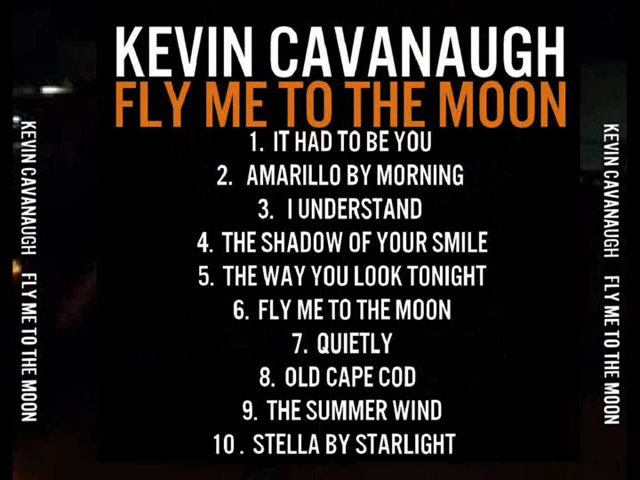 KEVIN CAVANAUGH
FLY ME TO THE MOON
1. IT HAD TO BE YOU
2. AMARILLO BY MORNING
3. I UNDERSTAND
4. THE SHADOW OF YOUR SMILE
5. THE WAY YOU LOOK TONIGHT
6. FLY ME TO THE MOON
7. QUIETLY
8. OLD CAPE COD
9. THE SUMMER WIND
10. STELLA BY STARLIGHT
KEVIN CAVANAUGH FLY ME TO THE MOON
KEVIN CAVANAUGH FLY ME TO THE MOON